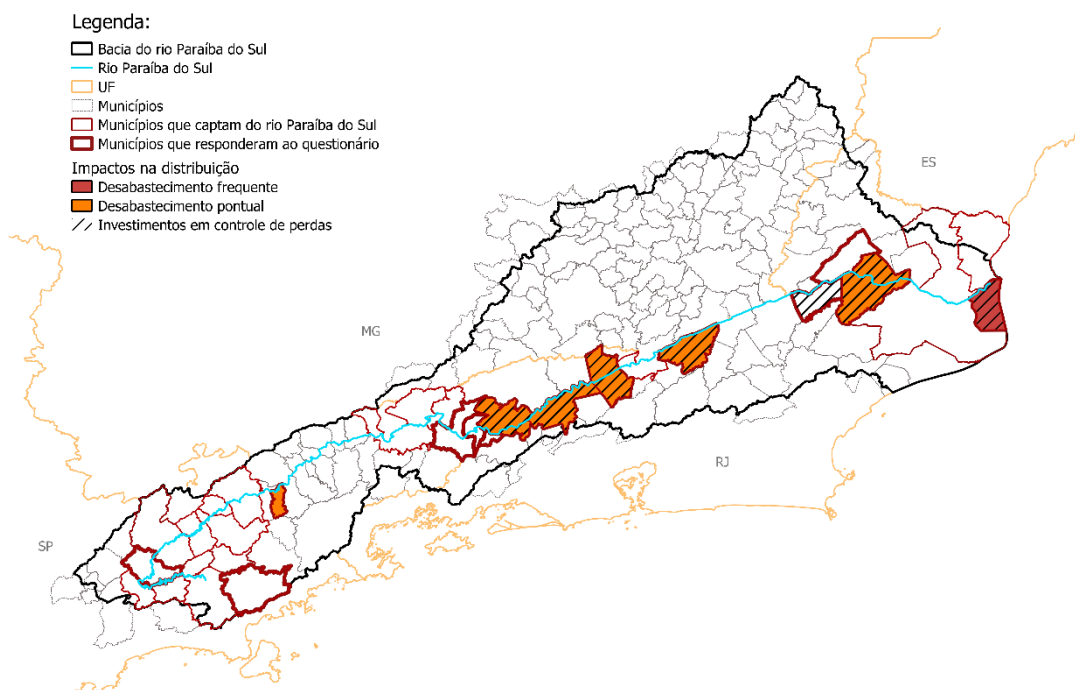 Legenda:
Bacia do rio Paraíba do Sul
Rio Paraíba do Sul
UF
Municípios
Municípios que captam do rio Paraíba do Sul
Municípios que responderam ao questionário
Impactos na distribuição
Desabastecimento frequente
Desabastecimento pontual
Investimentos em controle de perdas
ES
MG
RJ
SP